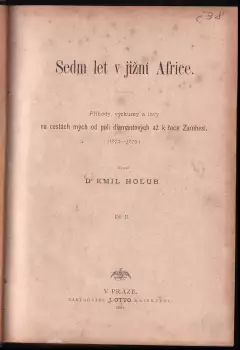 Sedm let v jižní Africe.
Příhody, výzkumy a lovy
na cestách mých od polí diamantových až k řece Zambesi.
(1872—1879.)
Dr EMIL HOLUB.
Díl II.
V PRAZE.
NAKLADATEL J. OTTO KNIHTISKÁRNA.